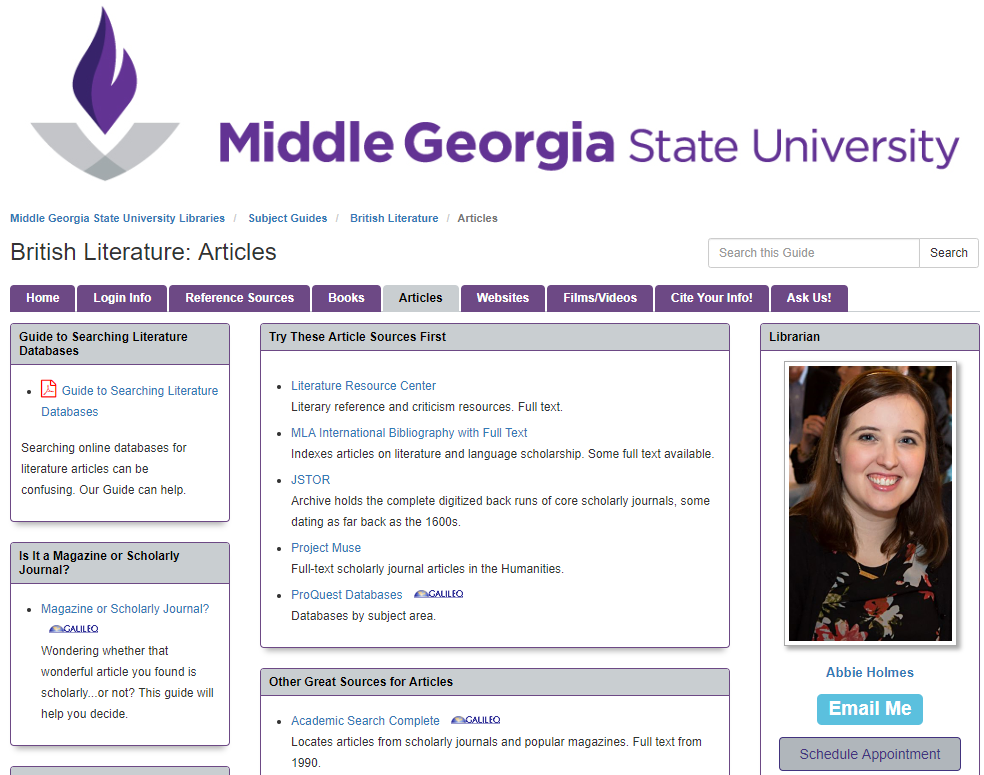 Middle Georgia State University
Middle Georgia State University Libraries / Subject Guides / British Literature / Articles
British Literature: Articles
Search this Guide
Search
Home
Login Info
Reference Sources
Books
Articles
Websites
Films/Videos
Cite Your Info!
Ask Us!
Guide to Searching Literature
Databases
Guide to Searching Literature
Databases
Searching online databases for
literature articles can be
confusing. Our Guide can help.
Is It a Magazine or Scholarly
Journal?
Magazine or Scholarly Journal?
GALILEO
Wondering whether that
wonderful article you found is
scholarly...or not? This guide will
help you decide.
Try These Article Sources First
Literature Resource Center
Literary reference and criticism resources. Full text.
MLA International Bibliography with Full Text
Indexes articles on literature and language scholarship. Some full text available.
JSTOR
Archive holds the complete digitized back runs of core scholarly journals, some
dating as far back as the 1600s.
Project Muse
Full-text scholarly journal articles in the Humanities.
ProQuest Databases GALILEO
Databases by subject area.
Other Great Sources for Articles
Academic Search Complete GALILEO
Locates articles from scholarly journals and popular magazines. Full text from
1990.
Librarian
Abbie Holmes
Email Me
Schedule Appointment